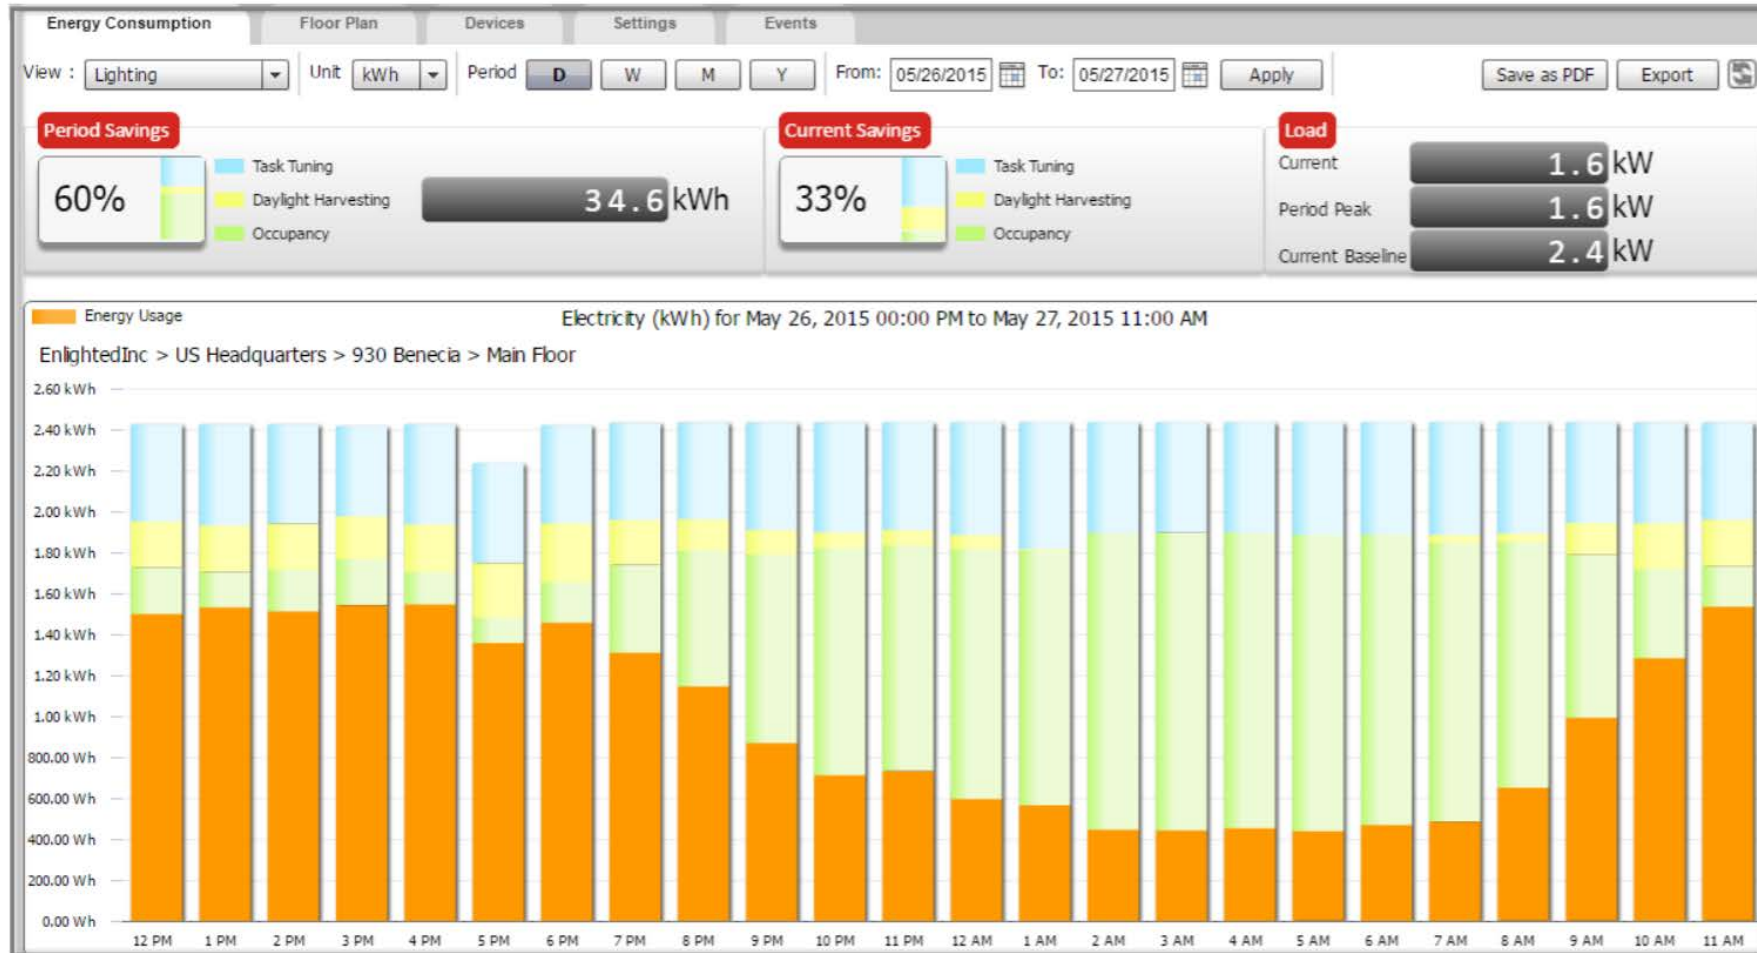 Energy Consumption Floor Plan Devices Settings Events
View : Lighting Unit kWh Period D W M Y From: 05/26/2015 To: 05/27/2015 Apply Save as PDF Export
Period Savings
60%
Task Tuning
Daylight Harvesting
Occupancy
34.6 kWh
Current Savings
33%
Task Tuning
Daylight Harvesting
Occupancy
Load
Current 1.6 kW
Period Peak 1.6 kW
Current Baseline 2.4 kW
Energy Usage
Electricity (kWh) for May 26, 2015 00:00 PM to May 27, 2015 11:00 AM
EnlightedInc > US Headquarters > 930 Benecia > Main Floor
2.60 kWh
2.40 kWh
2.20 kWh
2.00 kWh
1.80 kWh
1.60 kWh
1.40 kWh
1.20 kWh
1.00 kWh
800.00 Wh
600.00 Wh
400.00 Wh
200.00 Wh
0.00 Wh
12 PM 1 PM 2 PM 3 PM 4 PM 5 PM 6 PM 7 PM 8 PM 9 PM 10 PM 11 PM 12 AM 1 AM 2 AM 3 AM 4 AM 5 AM 6 AM 7 AM 8 AM 9 AM 10 AM 11 AM